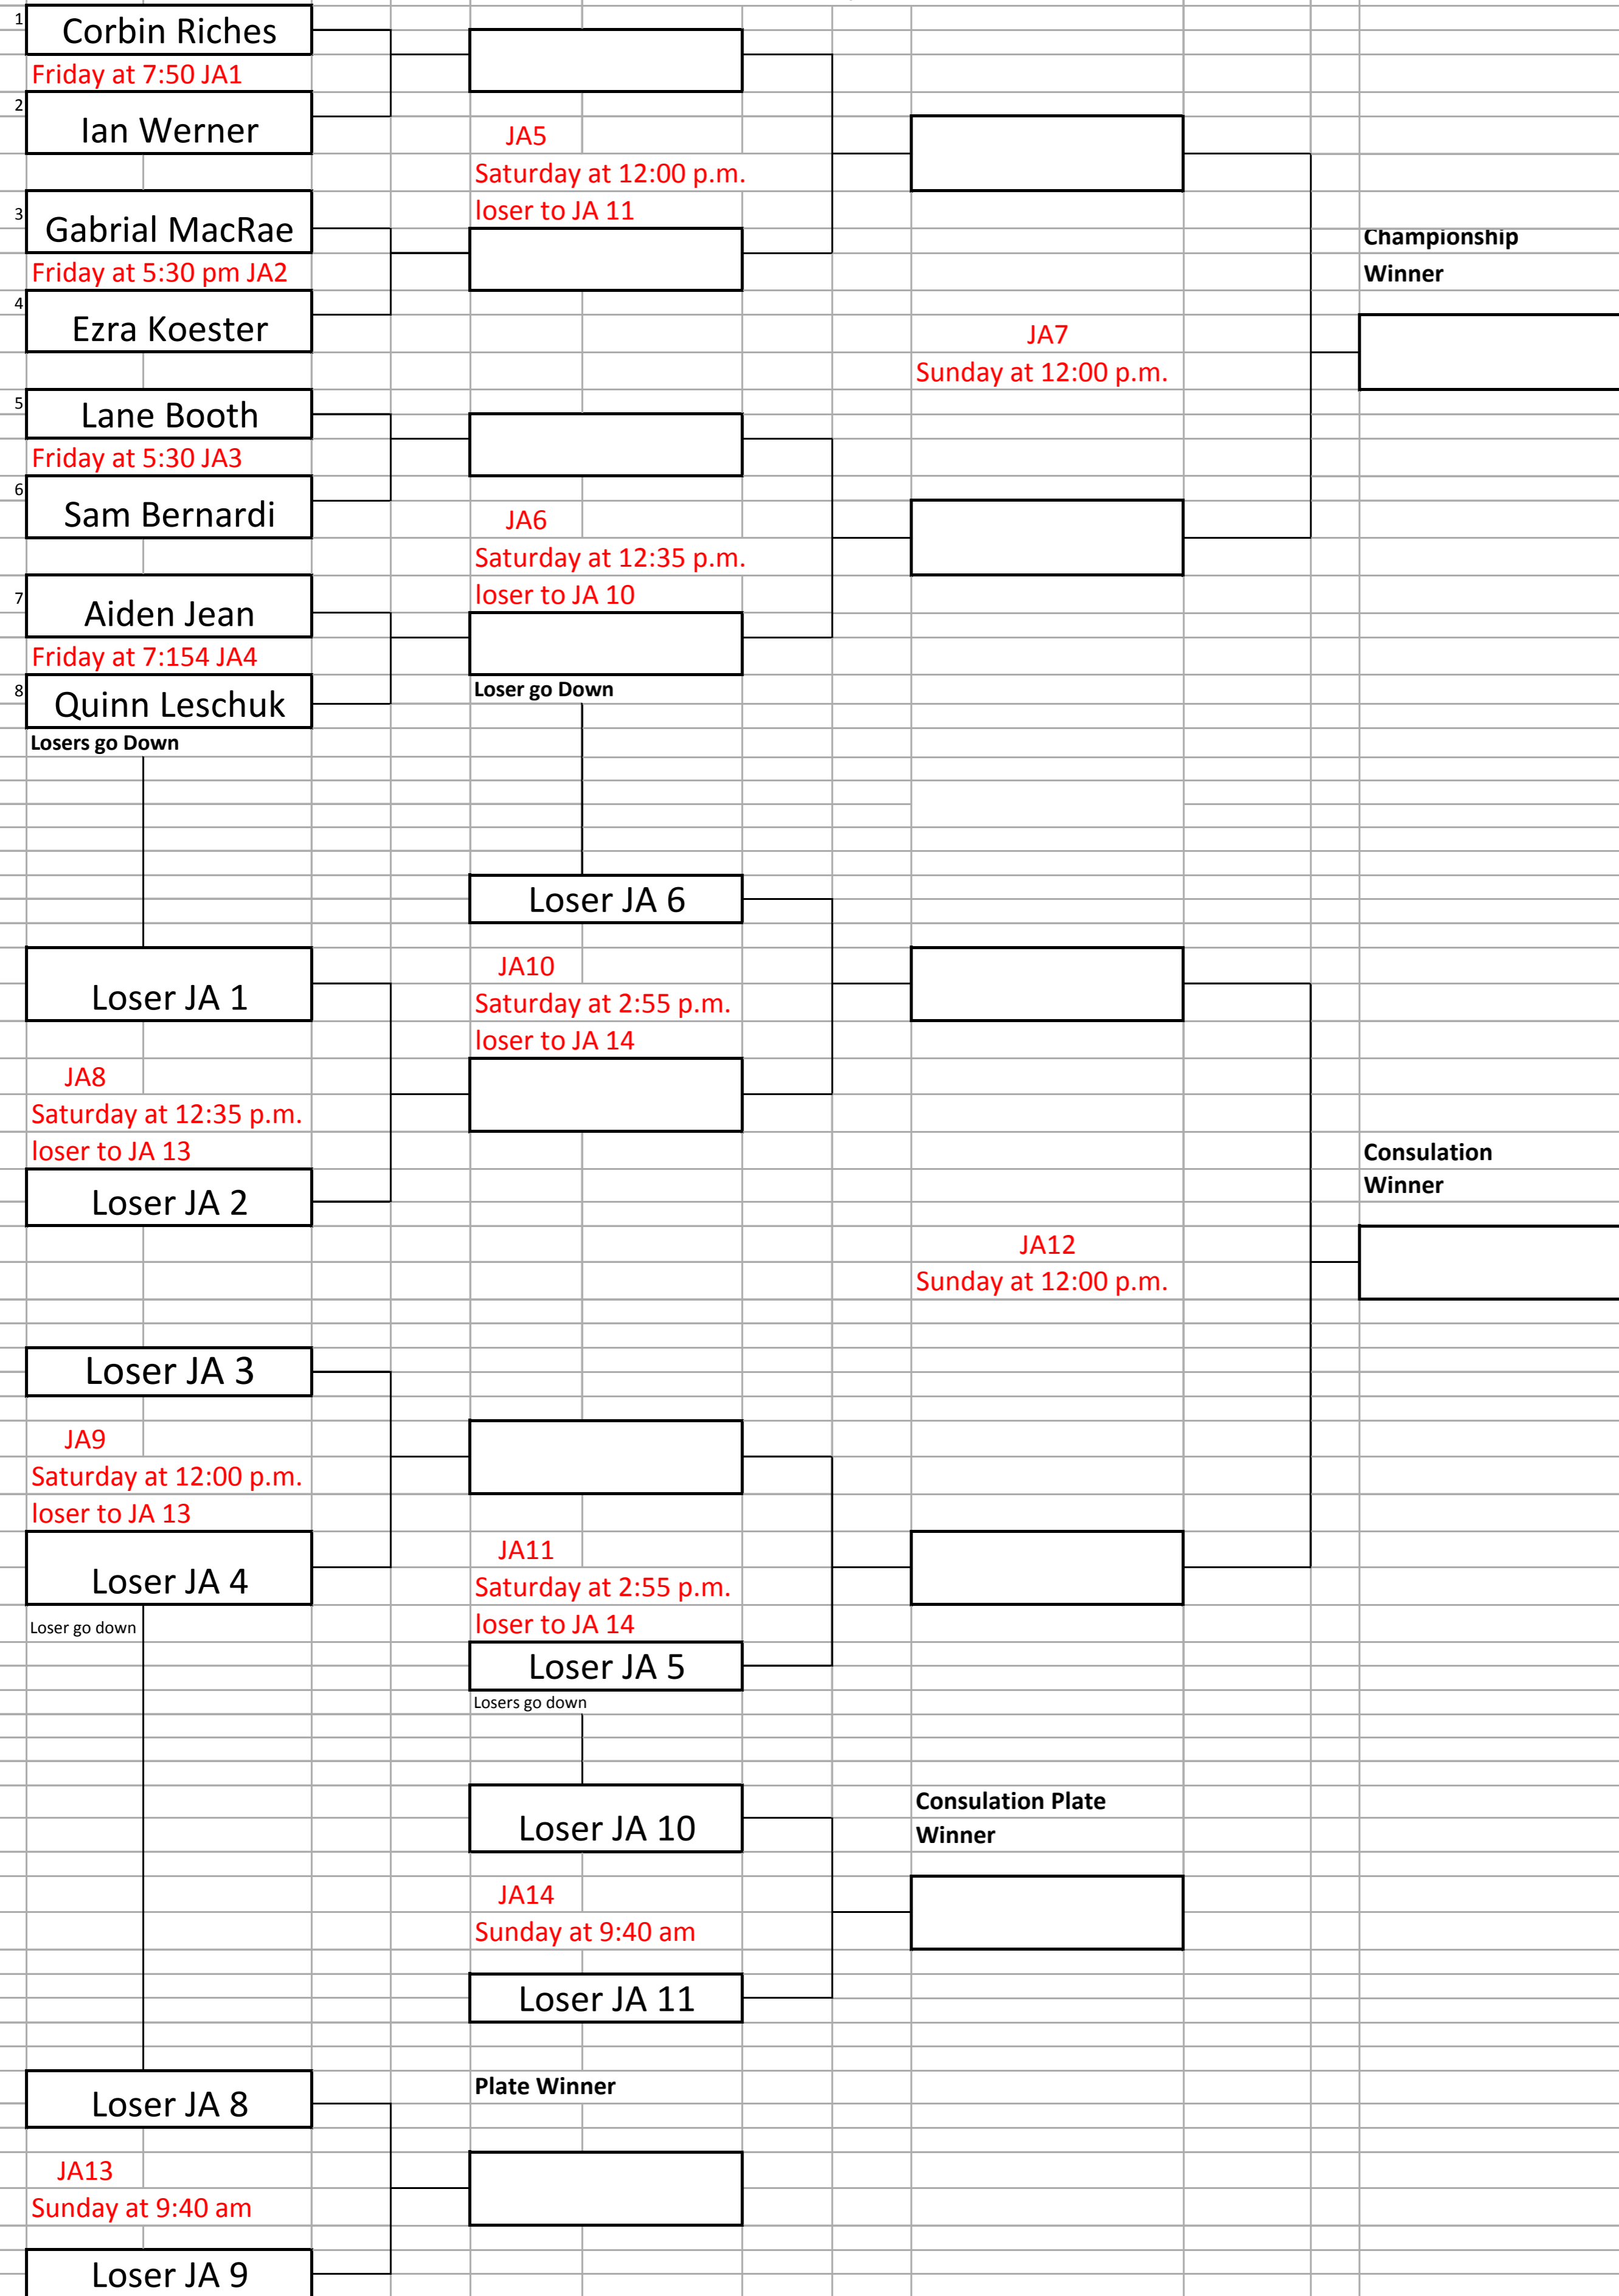 1
Corbin Riches
Friday at 7:50 JA1
2
Ian Werner
JA5
Saturday at 12:00 p.m.
loser to JA 11
3
Gabrial MacRae
Friday at 5:30 pm JA2
4
Ezra Koester
Championship
Winner
JA7
Sunday at 12:00 p.m.
5
Lane Booth
Friday at 5:30 JA3
6
Sam Bernardi
JA6
Saturday at 12:35 p.m.
loser to JA 10
7
Aiden Jean
Friday at 7:154 JA4
8
Quinn Leschuk
Loser go Down
Losers go Down
Loser JA 6
Loser JA 1
JA10
Saturday at 2:55 p.m.
loser to JA 14
JA8
Saturday at 12:35 p.m.
loser to JA 13
Loser JA 2
Consulation
Winner
JA12
Sunday at 12:00 p.m.
Loser JA 3
JA9
Saturday at 12:00 p.m.
loser to JA 13
Loser JA 4
Loser go down
JA11
Saturday at 2:55 p.m.
loser to JA 14
Loser JA 5
Losers go down
Loser JA 10
Consulation Plate
Winner
JA14
Sunday at 9:40 am
Loser JA 11
Loser JA 8
Plate Winner
JA13
Sunday at 9:40 am
Loser JA 9